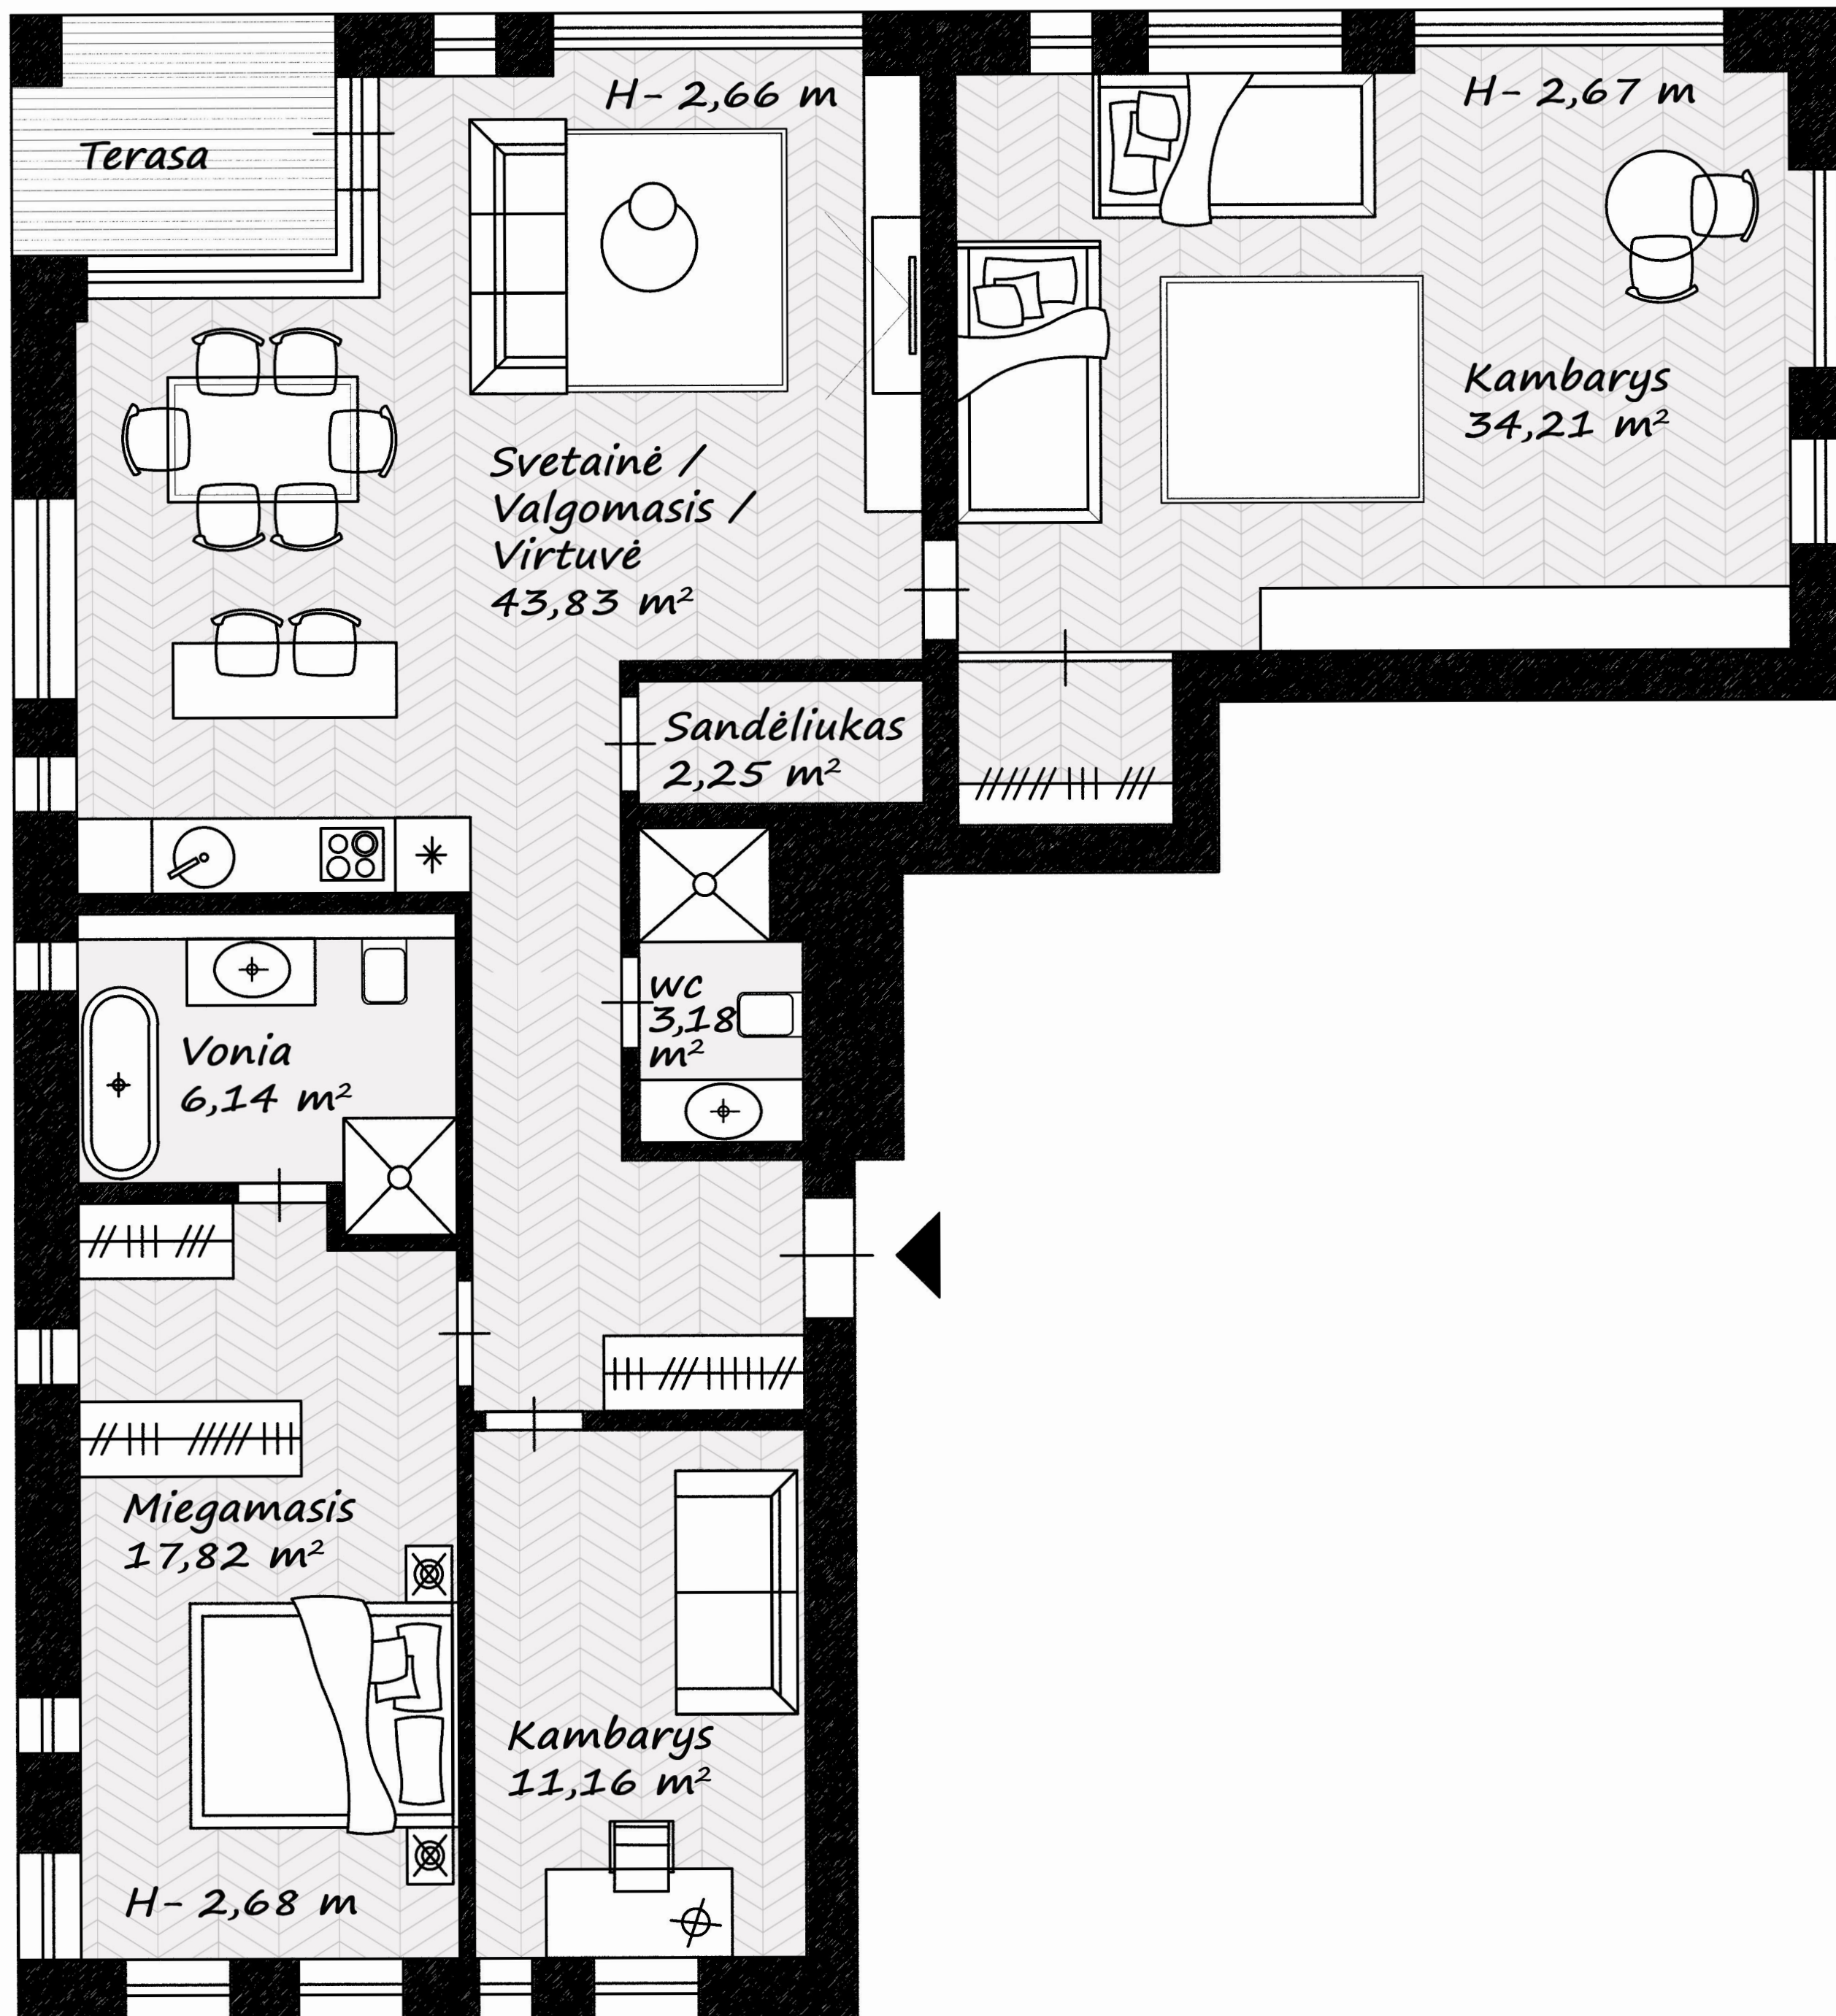 H- 2,66 m
H- 2,67 m
Terasa
Kambarys
34,21 m²
Svetainė /
Valgomasis /
Virtuvė
43,83 m²
Sandėliukas
2,25 m²
wc
3,18
m²
Vonia
6,14 m²
Miegamasis
17,82 m²
Kambarys
11,16 m²
H- 2,68 m